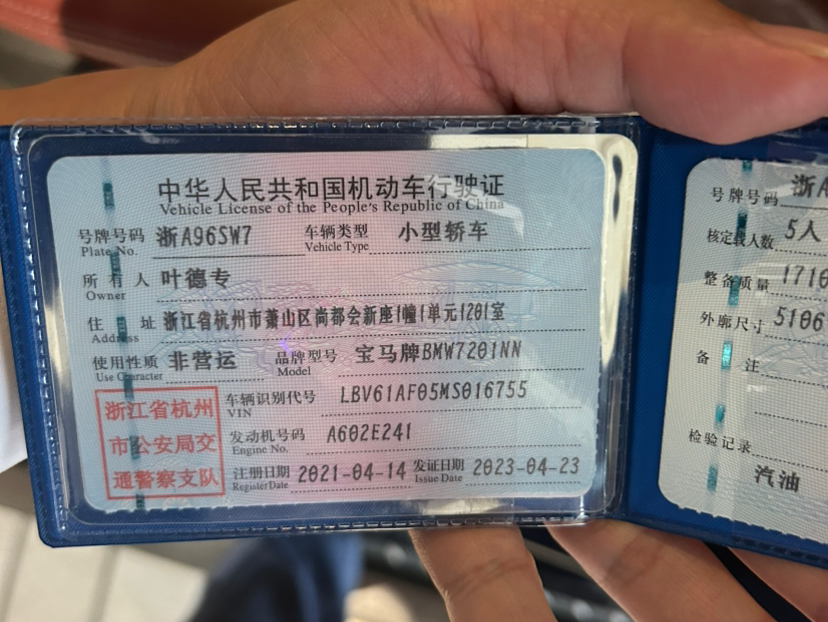 中华人民共和国机动车行驶证
Vehicle License of the People's Republic of China
号牌号码 浙A96SW7 车辆类型 小型轿车
Plate No. Vehicle Type
所有人 叶德专
Owner
住址 浙江省杭州市萧山区尚都会新座1幢1单元1201室
Address
使用性质 非营运 品牌型号 宝马牌BMW7201NN
Use Character Model
浙江省杭州
市公安局交
通警察支队
车辆识别代号 LBV61AF05MS016755
VIN
发动机号码 A602E241
Engine No.
注册日期 2021-04-14 发证日期 2023-04-23
Register Date Issue Date
号牌号码 浙A
核定载人数 5人
整备质量 1710
外廓尺寸 5106
备注
检验记录
汽油